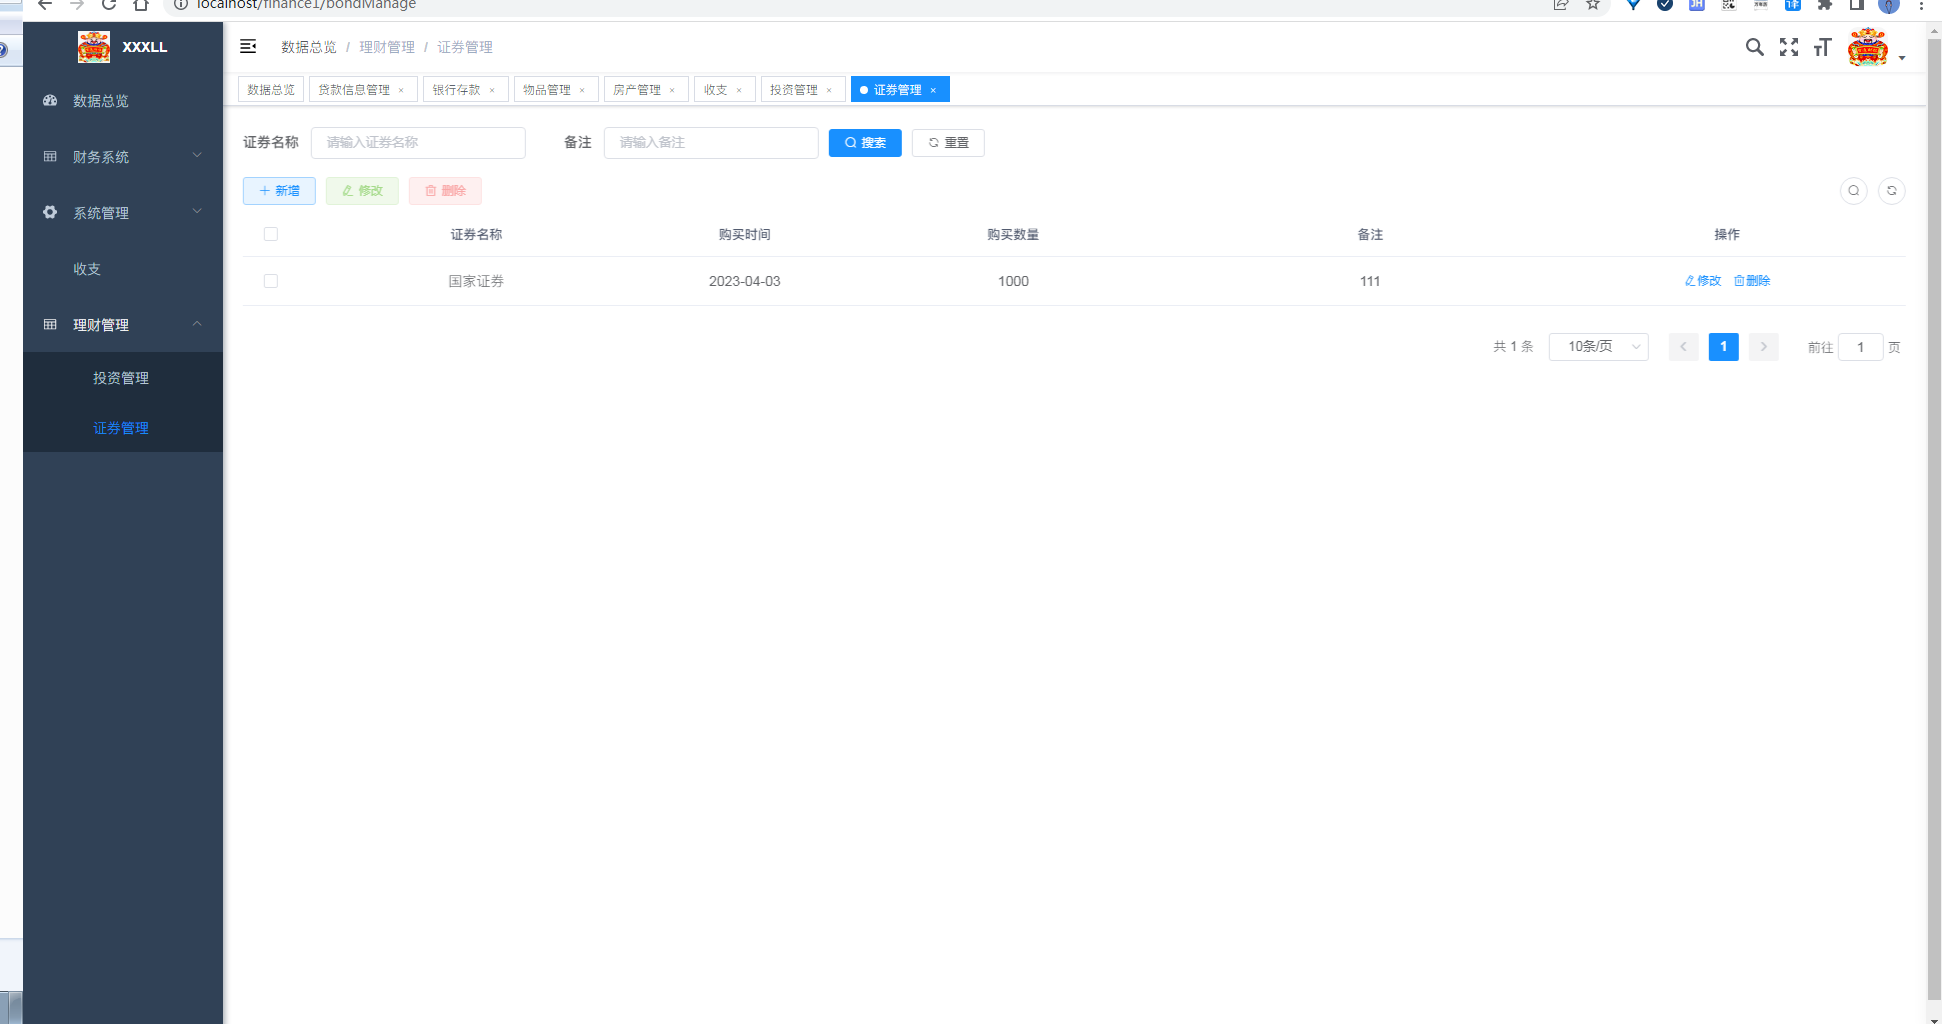 localhost/finance1/bondManage
XXXLL
数据总览 / 理财管理 / 证券管理
数据总览
财务系统
系统管理
收支
理财管理
投资管理
证券管理
数据总览 贷款信息管理 × 银行存款 × 物品管理 × 房产管理 × 收支 × 投资管理 × 证券管理 ×
证券名称 请输入证券名称 备注 请输入备注 搜索 重置
新增 修改 删除
证券名称 购买时间 购买数量 备注 操作
国家证券 2023-04-03 1000 111 修改 删除
共 1 条 10条/页 < 1 > 前往 1 页